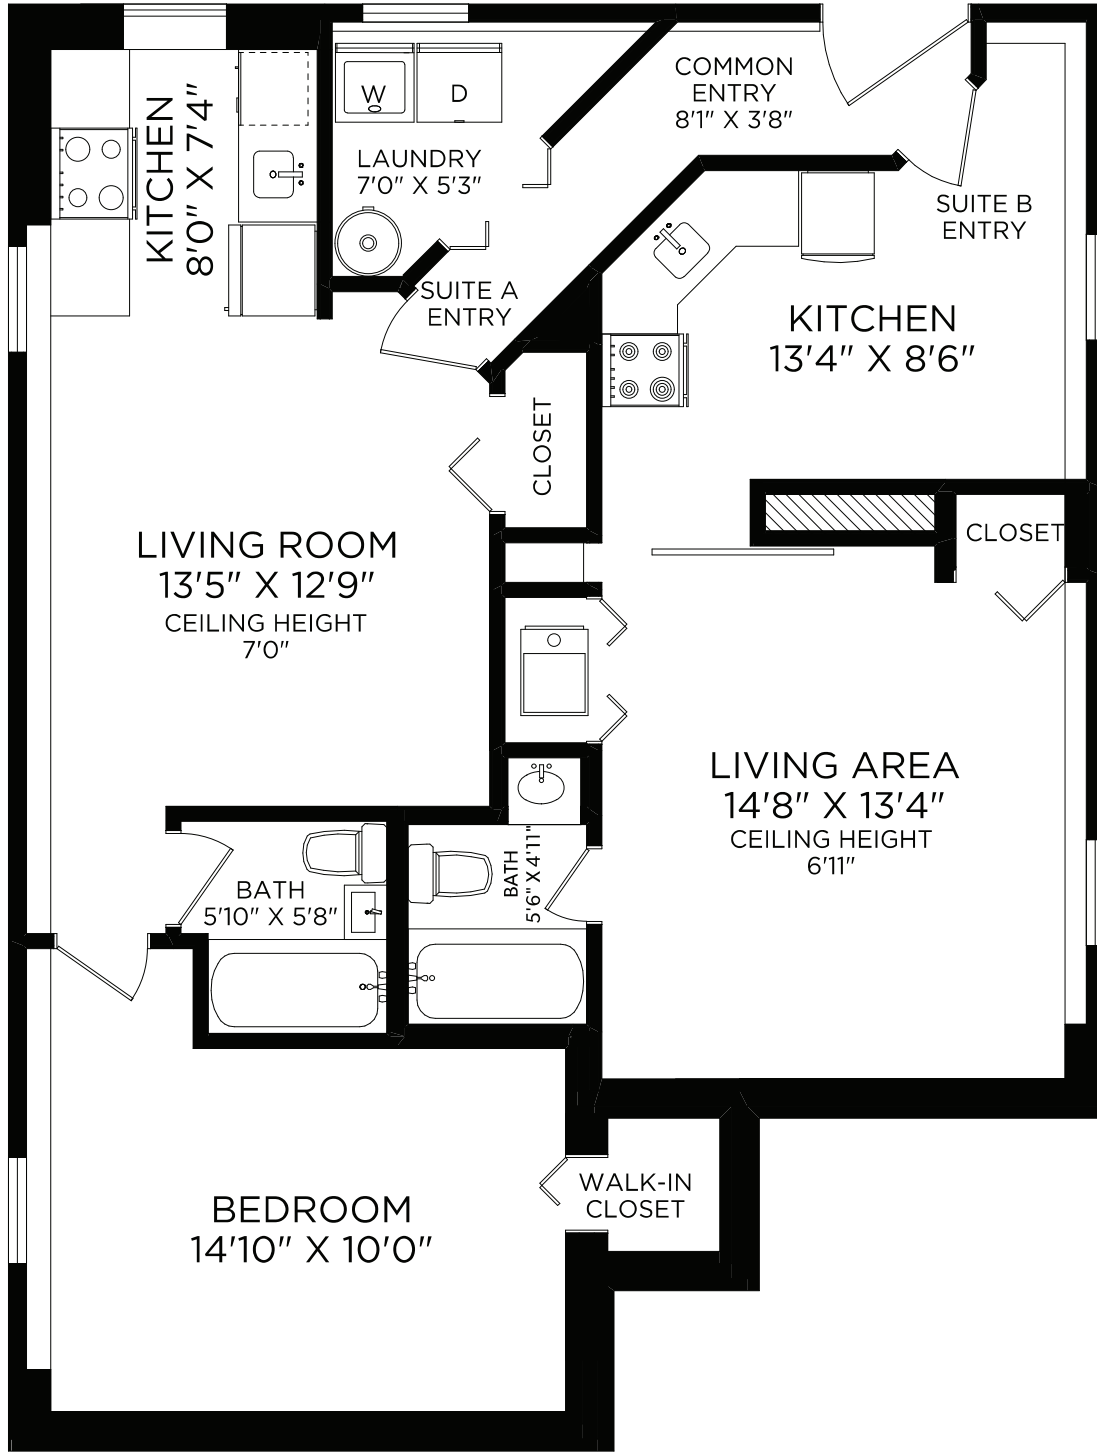 KITCHEN
8'0" X 7'4"
W
D
LAUNDRY
7'0" X 5'3"
COMMON
ENTRY
8'1" X 3'8"
SUITE B
ENTRY
SUITE A
ENTRY
KITCHEN
13'4" X 8'6"
CLOSET
CLOSET
LIVING ROOM
13'5" X 12'9"
CEILING HEIGHT
7'0"
LIVING AREA
14'8" X 13'4"
CEILING HEIGHT
6'11"
BATH
5'10" X 5'8"
BATH
5'6" X 4'11"
BEDROOM
14'10" X 10'0"
WALK-IN
CLOSET